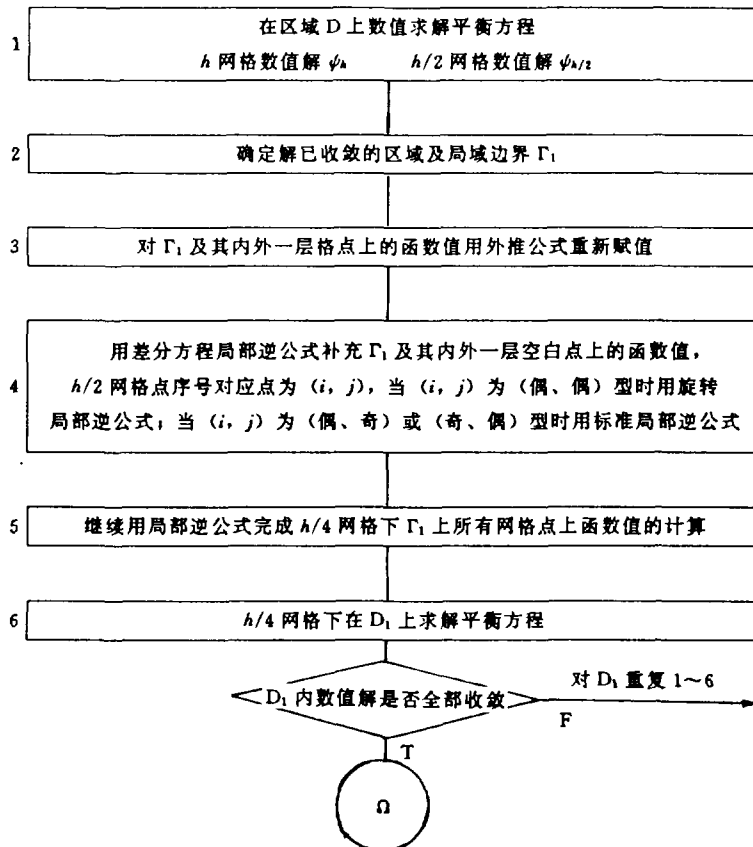 1
在区域 D 上数值求解平衡方程
h 网格数值解 ψh h/2 网格数值解 ψh/2
2
确定解已收敛的区域及局域边界 Γ1
3
对 Γ1 及其内外一层格点上的函数值用外推公式重新赋值
4
用差分方程局部逆公式补充 Γ1 及其内外一层空白点上的函数值，
h/2 网格点序号对应点为 (i, j)，当 (i, j) 为 (偶、偶) 型时用旋转
局部逆公式；当 (i, j) 为 (偶、奇) 或 (奇、偶) 型时用标准局部逆公式
5
继续用局部逆公式完成 h/4 网格下 Γ1 上所有网格点上函数值的计算
6
h/4 网格下在 D1 上求解平衡方程
D1 内数值解是否全部收敛
对 D1 重复 1～6
F
T
Ω